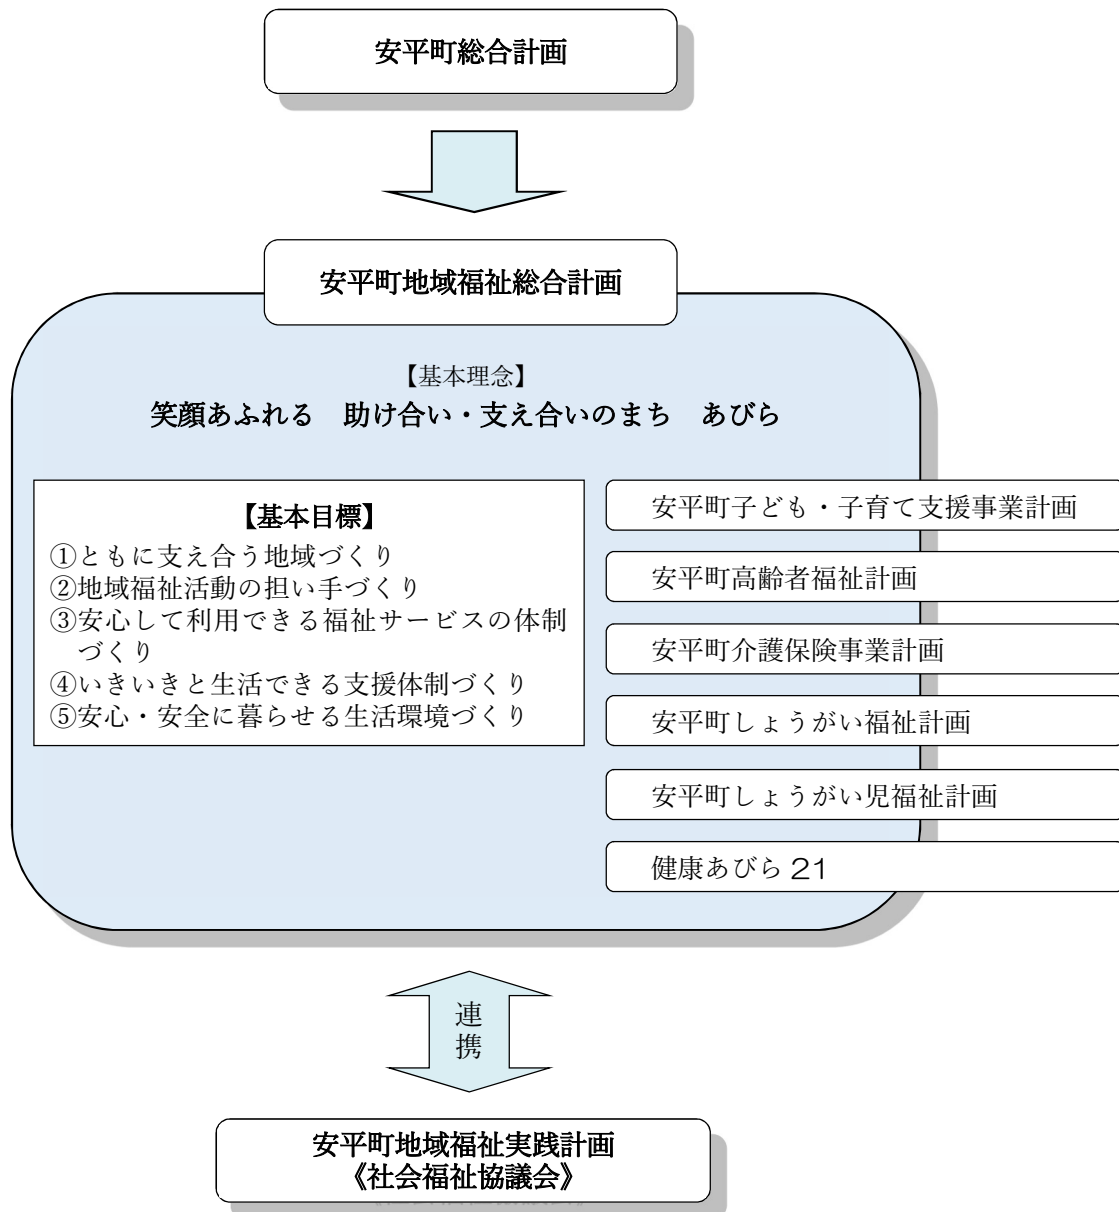 安平町総合計画
安平町地域福祉総合計画
【基本理念】
笑顔あふれる　助け合い・支え合いのまち　あびら
【基本目標】
①ともに支え合う地域づくり
②地域福祉活動の担い手づくり
③安心して利用できる福祉サービスの体制
づくり
④いきいきと生活できる支援体制づくり
⑤安心・安全に暮らせる生活環境づくり
安平町子ども・子育て支援事業計画
安平町高齢者福祉計画
安平町介護保険事業計画
安平町しょうがい福祉計画
安平町しょうがい児福祉計画
健康あびら 21
連
携
安平町地域福祉実践計画
《社会福祉協議会》